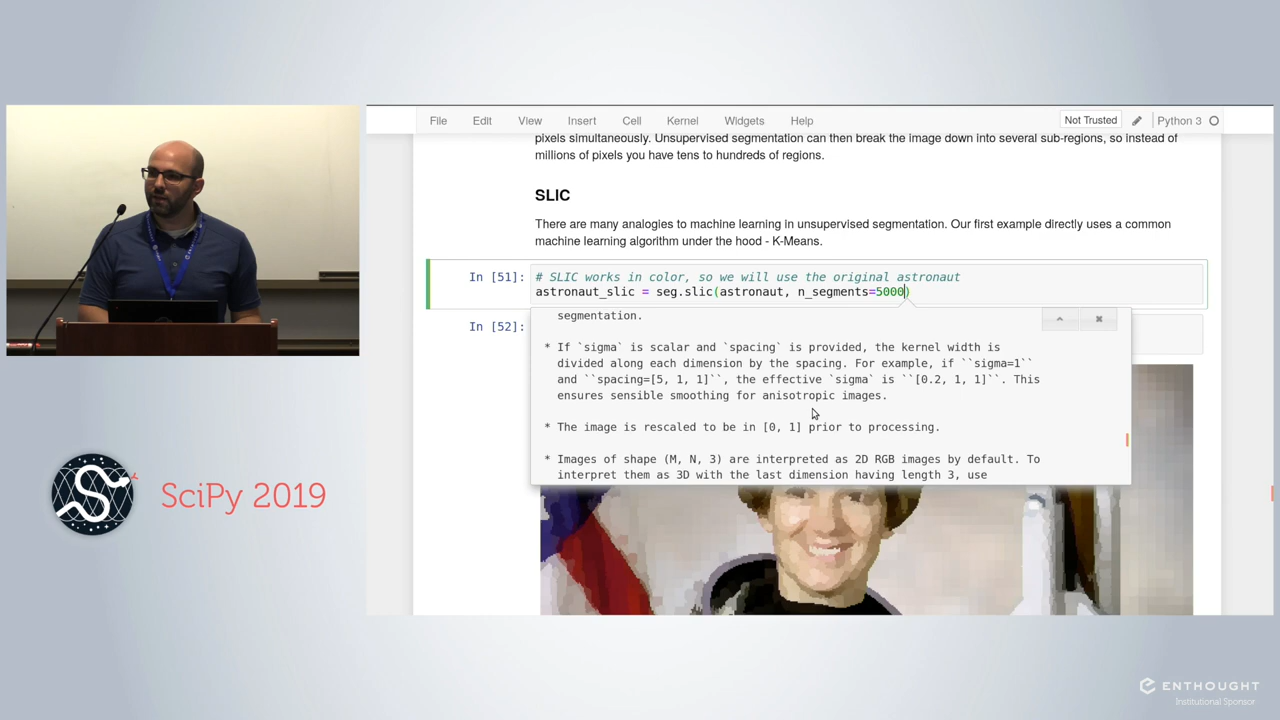 File Edit View Insert Cell Kernel Widgets Help Not Trusted Python 3
pixels simultaneously. Unsupervised segmentation can then break the image down into several sub-regions, so instead of
millions of pixels you have tens to hundreds of regions.
SLIC
There are many analogies to machine learning in unsupervised segmentation. Our first example directly uses a common
machine learning algorithm under the hood - K-Means.
In [51]: # SLIC works in color, so we will use the original astronaut
astronaut_slic = seg.slic(astronaut, n_segments=5000)
In [52]:
segmentation.
* If `sigma` is scalar and `spacing` is provided, the kernel width is
divided along each dimension by the spacing. For example, if ``sigma=1``
and ``spacing=[5, 1, 1]``, the effective `sigma` is ``[0.2, 1, 1]``. This
ensures sensible smoothing for anisotropic images.
* The image is rescaled to be in [0, 1] prior to processing.
* Images of shape (M, N, 3) are interpreted as 2D RGB images by default. To
interpret them as 3D with the last dimension having length 3, use
SciPy 2019
ENTHOUGHT
Institutional Sponsor